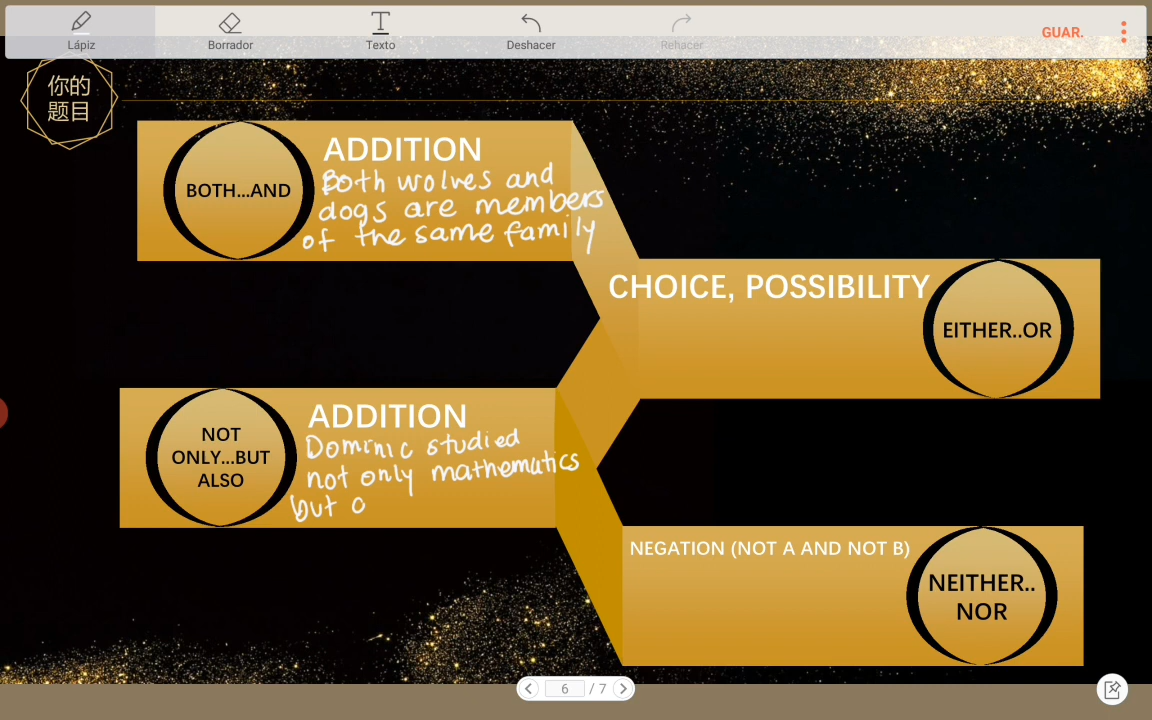 Lápiz
Borrador
Texto
Deshacer
Rehacer
GUAR.
你的
题目
BOTH...AND
ADDITION
Both wolves and
dogs are members
of the same family
CHOICE, POSSIBILITY
EITHER..OR
NOT
ONLY...BUT
ALSO
ADDITION
Dominic studied
not only mathematics
but a
NEGATION (NOT A AND NOT B)
NEITHER..
NOR
6 / 7